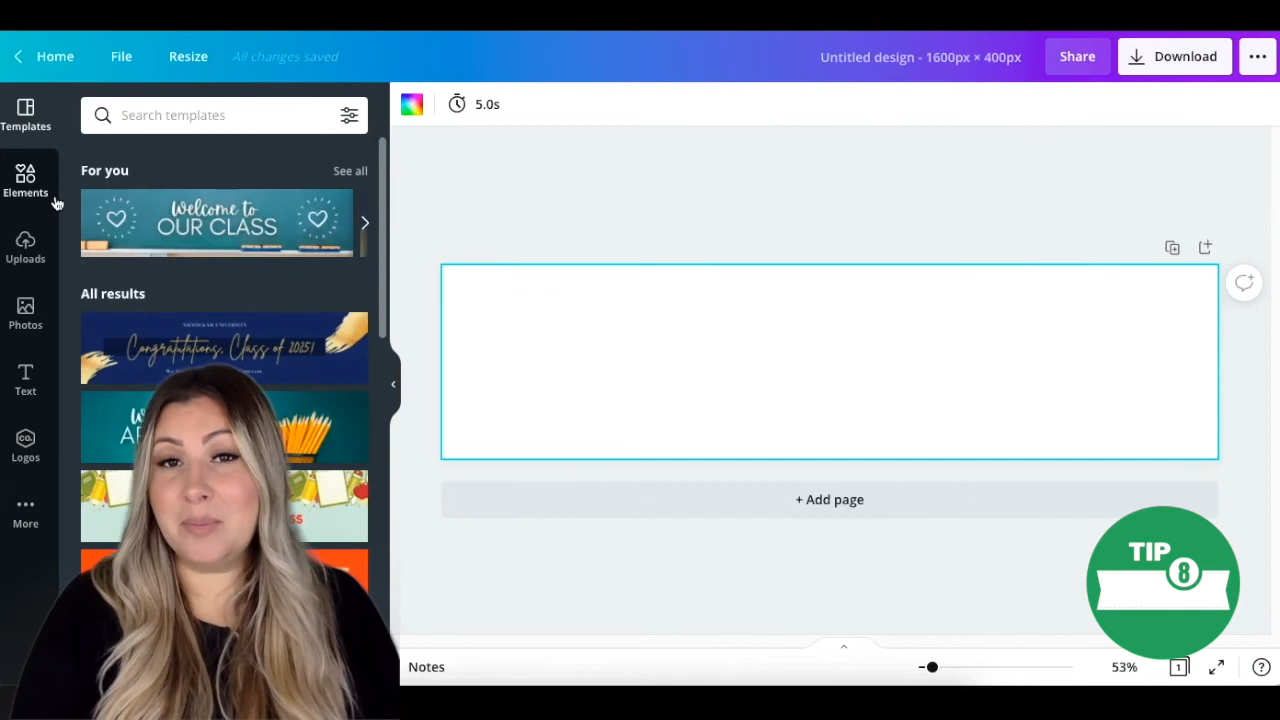 Home File Resize All changes saved Untitled design - 1600px × 400px Share Download
Templates
Search templates
5.0s
Elements
For you See all
Welcome to
OUR CLASS
Uploads
All results
Photos
Congratulations, Class of 2025!
Text
Logos
co.
More
+ Add page
TIP
8
Notes
53%
1
?